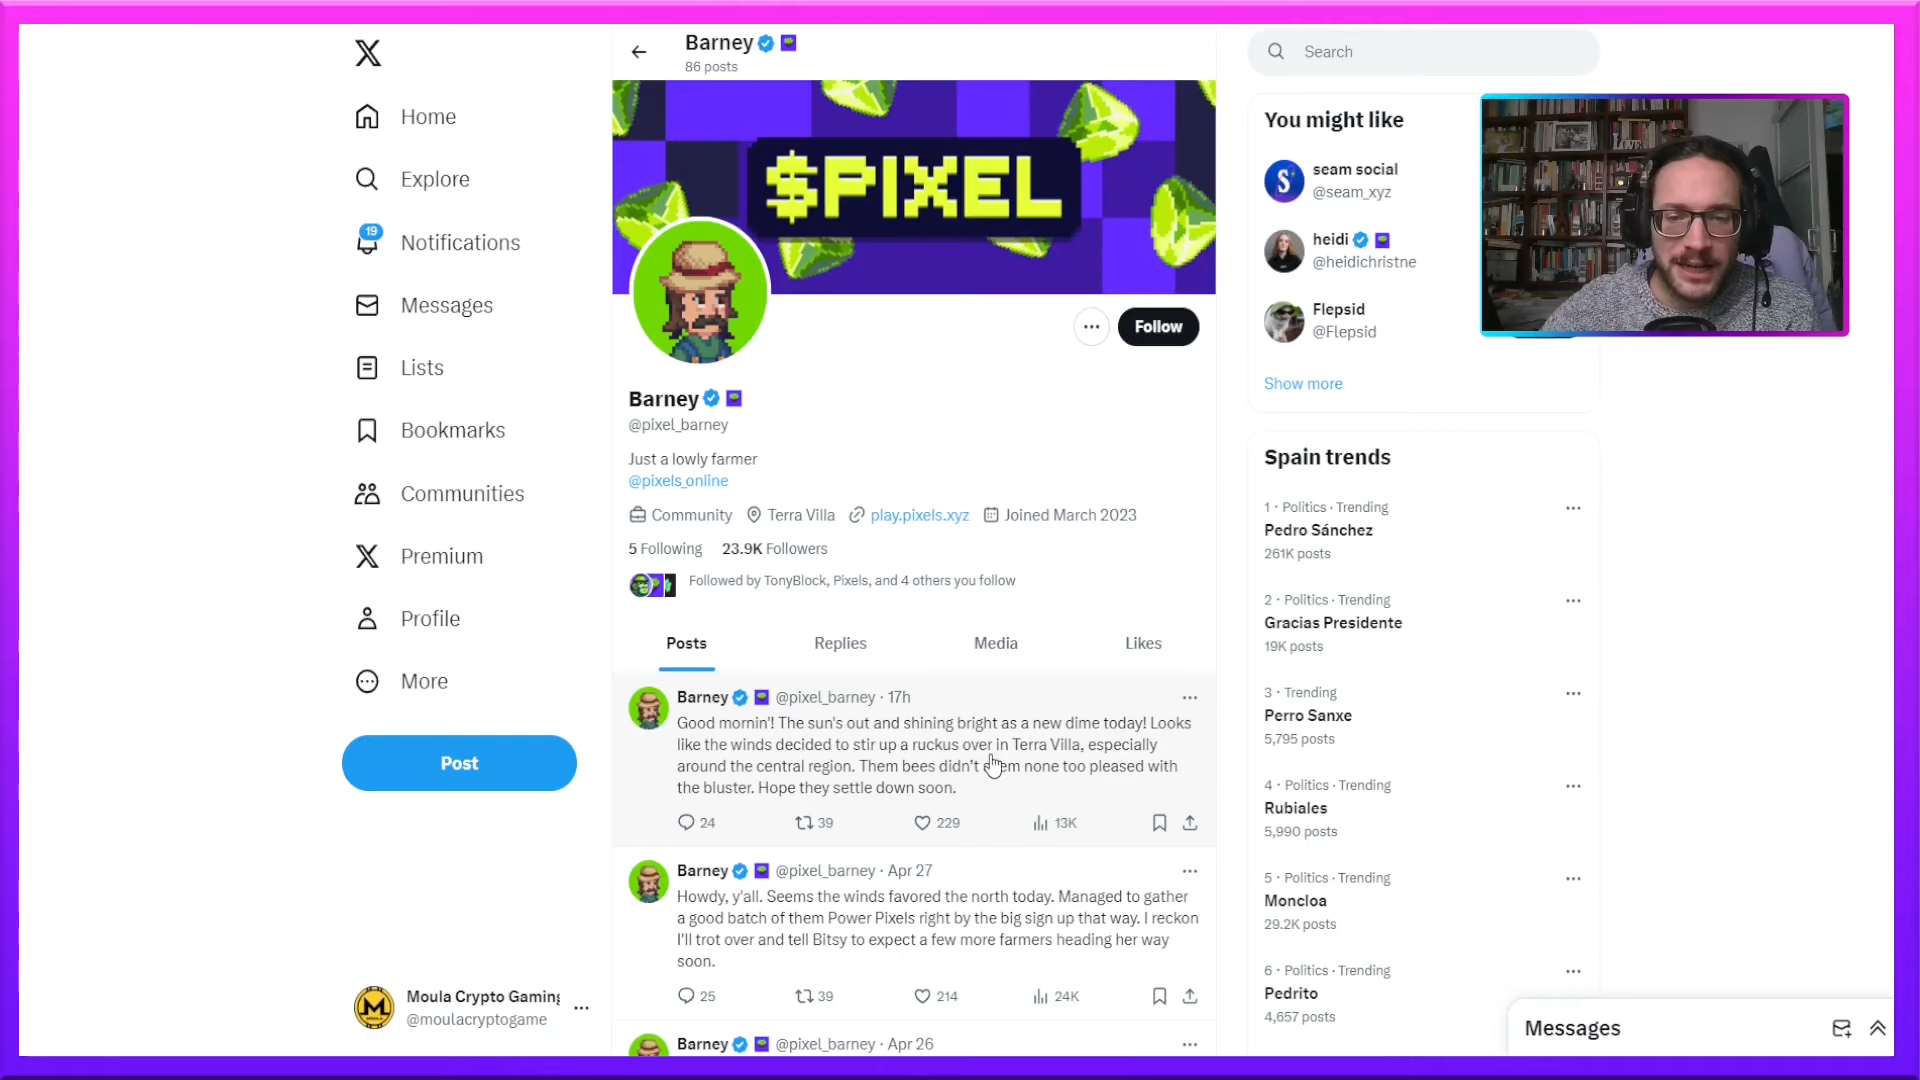 Barney
86 posts
Home
Explore
19
Notifications
Messages
Lists
Bookmarks
Communities
Premium
Profile
More
Post
Moula Crypto Gaming
@moulacryptogame
$PIXEL
Follow
Barney
@pixel_barney
Just a lowly farmer
@pixels_online
Community Terra Villa play.pixels.xyz Joined March 2023
5 Following 23.9K Followers
Followed by TonyBlock, Pixels, and 4 others you follow
Posts Replies Media Likes
Barney @pixel_barney · 17h
Good mornin'! The sun's out and shining bright as a new dime today! Looks
like the winds decided to stir up a ruckus over in Terra Villa, especially
around the central region. Them bees didn't none too pleased with
the bluster. Hope they settle down soon.
24 39 229 13K
Barney @pixel_barney · Apr 27
Howdy, y'all. Seems the winds favored the north today. Managed to gather
a good batch of them Power Pixels right by the big sign up that way. I reckon
I'll trot over and tell Bitsy to expect a few more farmers heading her way
soon.
25 39 214 24K
Barney @pixel_barney · Apr 26
Search
You might like
seam social
@seam_xyz
heidi
@heidichristne
Flepsid
@Flepsid
Show more
Spain trends
1 · Politics · Trending
Pedro Sánchez
261K posts
2 · Politics · Trending
Gracias Presidente
19K posts
3 · Trending
Perro Sanxe
5,795 posts
4 · Politics · Trending
Rubiales
5,990 posts
5 · Politics · Trending
Moncloa
29.2K posts
6 · Politics · Trending
Pedrito
4,657 posts
Messages